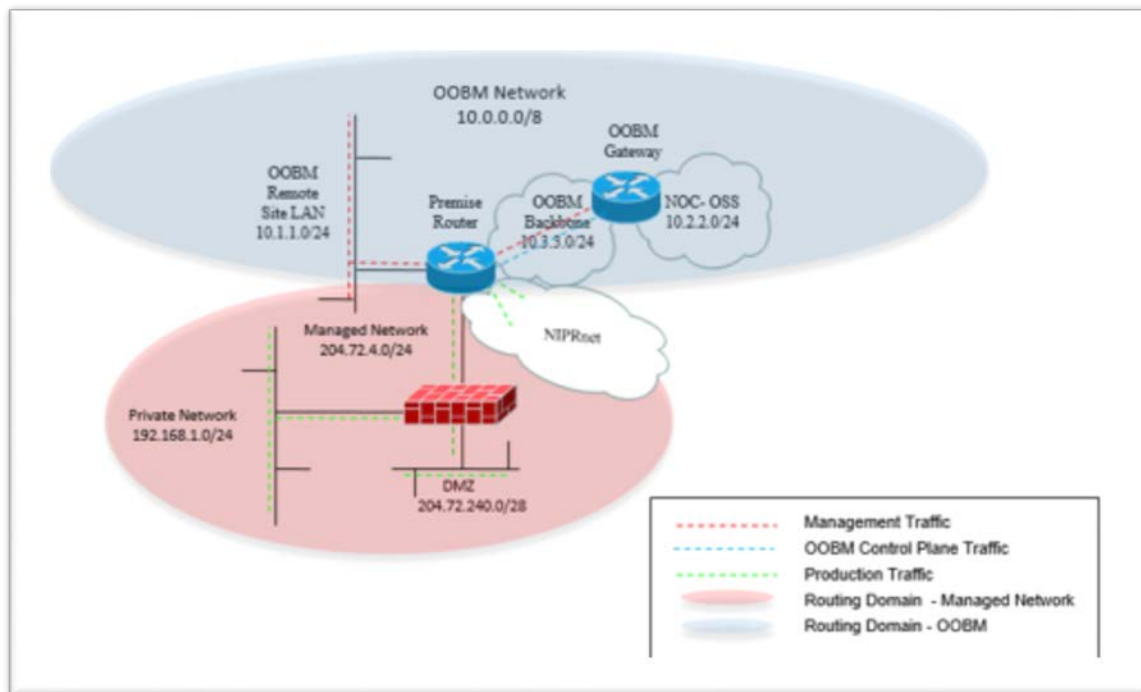 OOBM Network
10.0.0.0/8
OOBM
Gateway
OOBM
Remote
Site LAN
10.1.1.0/24
Premise
Router
OOBM
Backbone
10.3.3.0/24
NOC- OSS
10.2.2.0/24
Managed Network
204.72.4.0/24
NIPRnet
Private Network
192.168.1.0/24
DMZ
204.72.240.0/28
Management Traffic
OOBM Control Plane Traffic
Production Traffic
Routing Domain - Managed Network
Routing Domain - OOBM